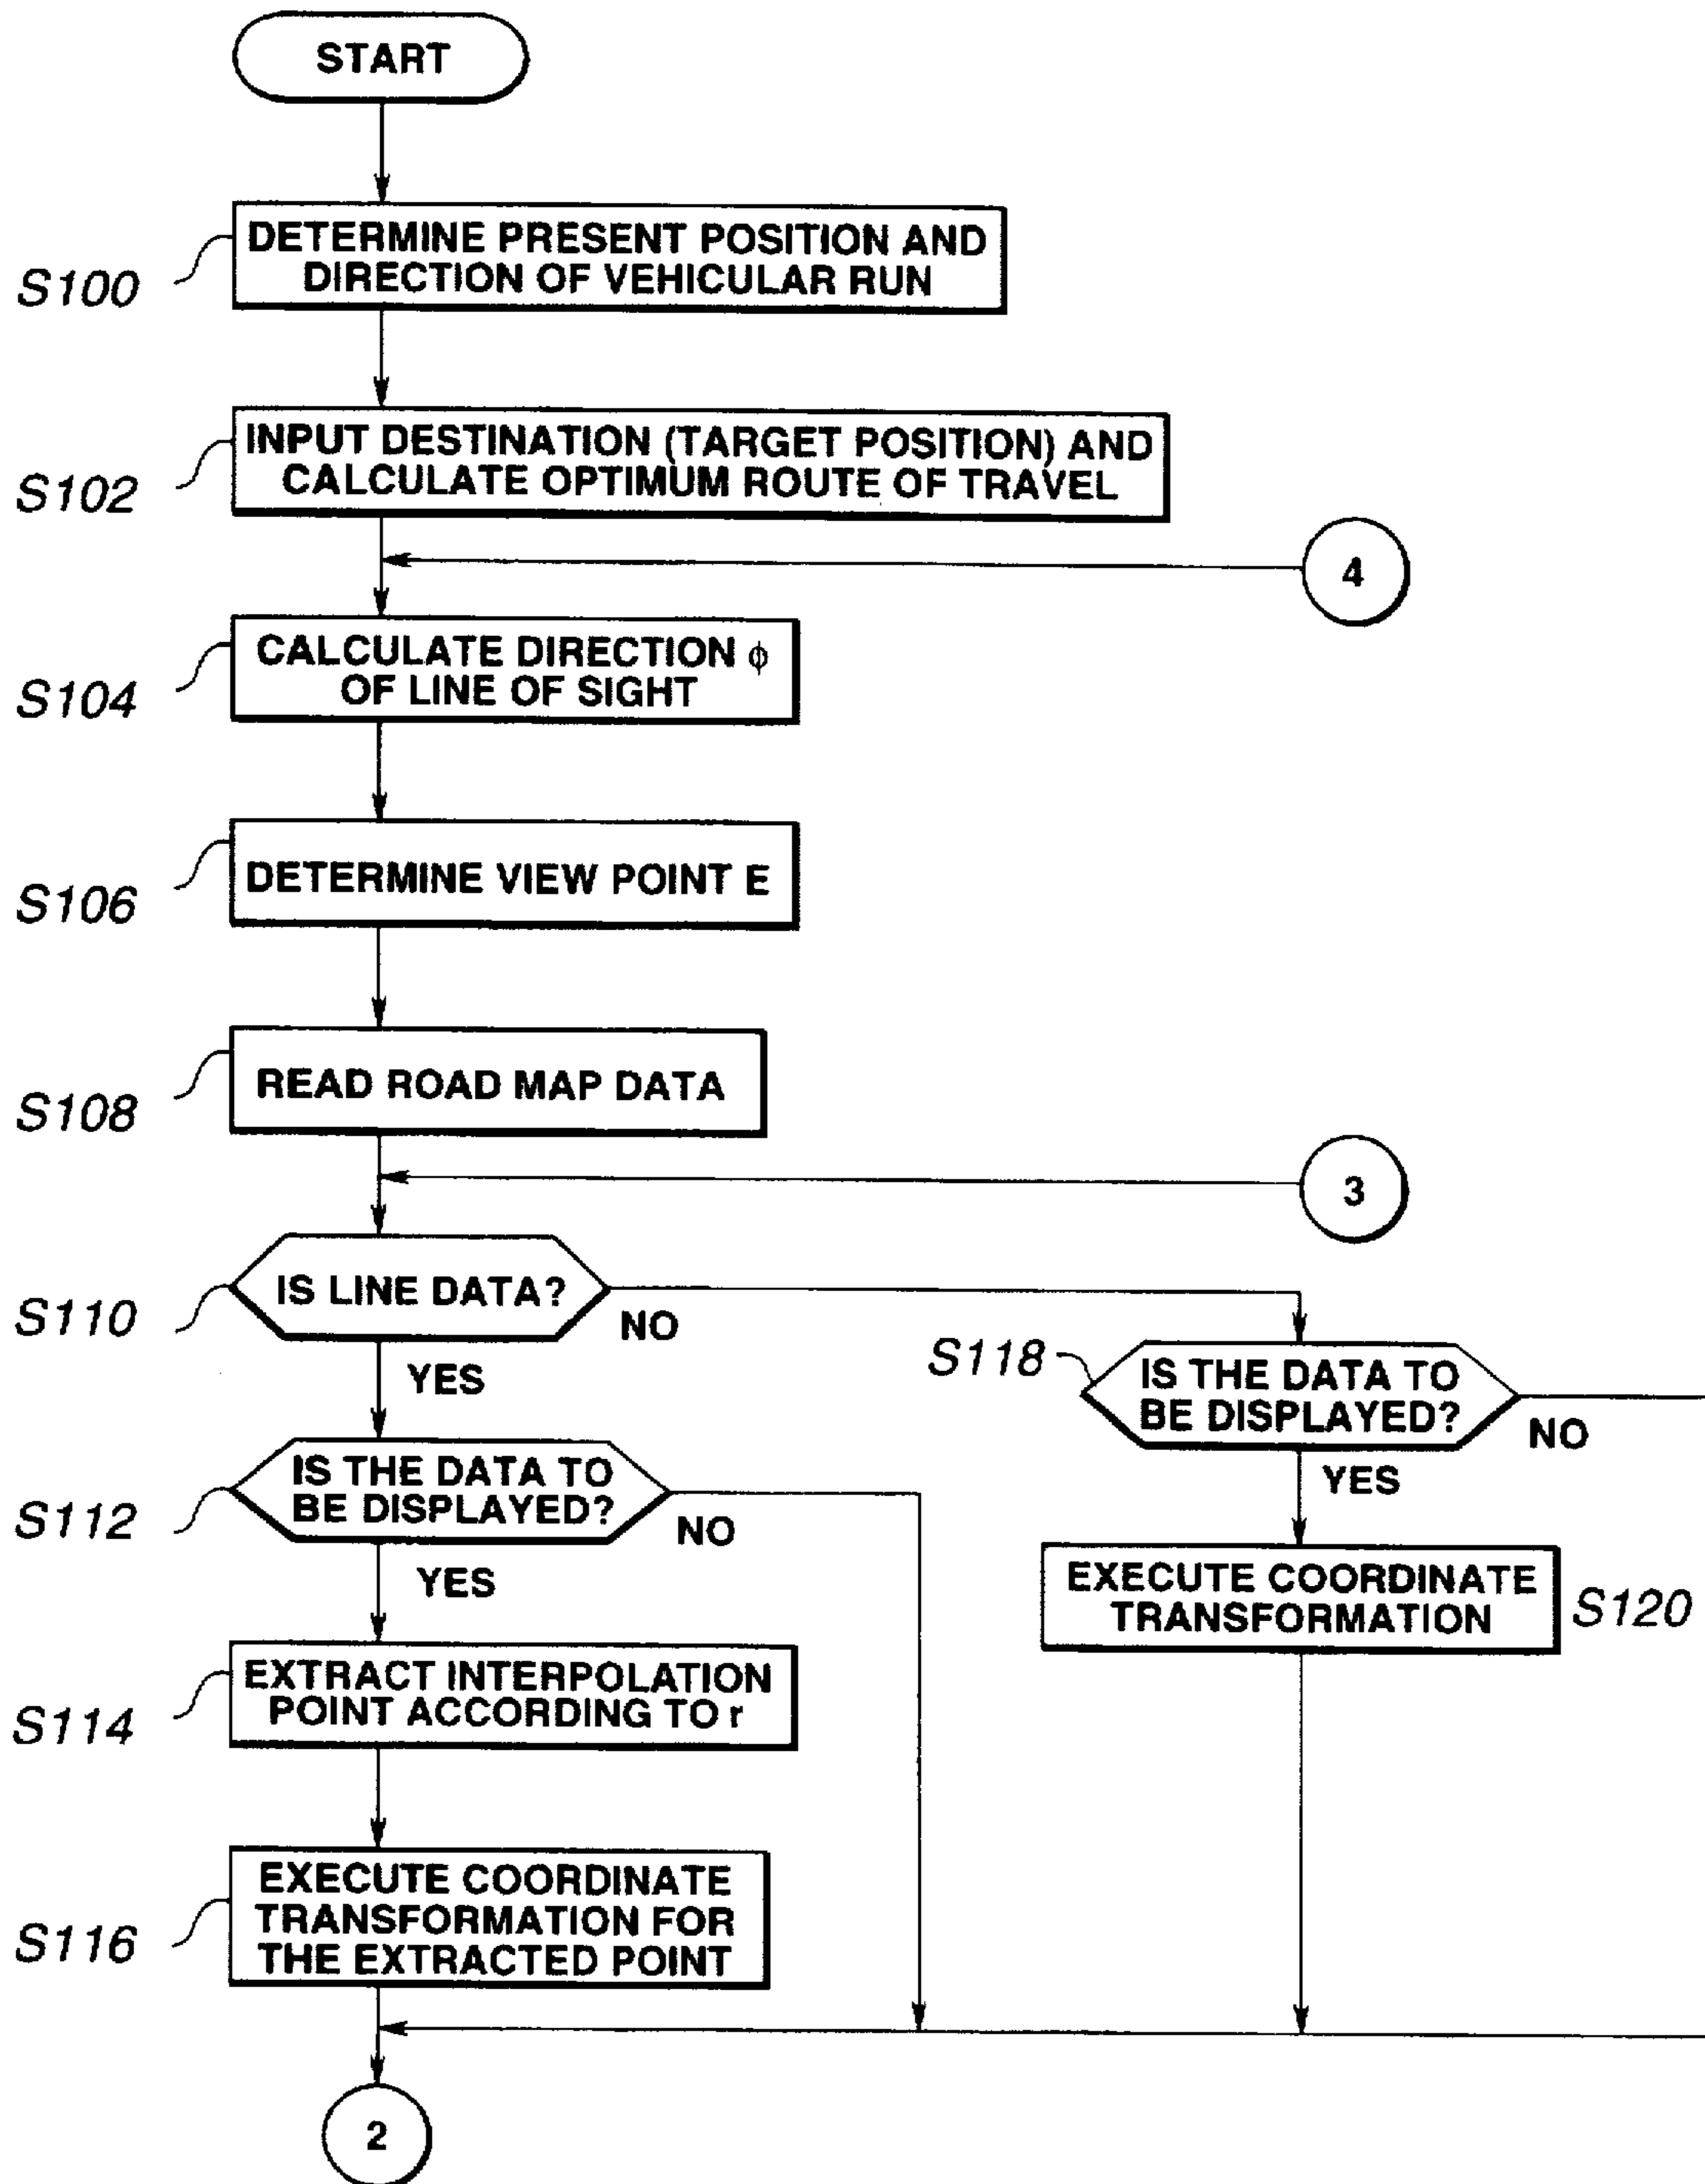 START
DETERMINE PRESENT POSITION AND
DIRECTION OF VEHICULAR RUN
S100
INPUT DESTINATION (TARGET POSITION) AND
CALCULATE OPTIMUM ROUTE OF TRAVEL
S102
4
CALCULATE DIRECTION ϕ
OF LINE OF SIGHT
S104
DETERMINE VIEW POINT E
S106
READ ROAD MAP DATA
S108
3
IS LINE DATA?
S110
NO
YES
S118
IS THE DATA TO
BE DISPLAYED?
NO
YES
IS THE DATA TO
BE DISPLAYED?
S112
NO
YES
EXECUTE COORDINATE
TRANSFORMATION
S120
EXTRACT INTERPOLATION
POINT ACCORDING TO r
S114
EXECUTE COORDINATE
TRANSFORMATION FOR
THE EXTRACTED POINT
S116
2